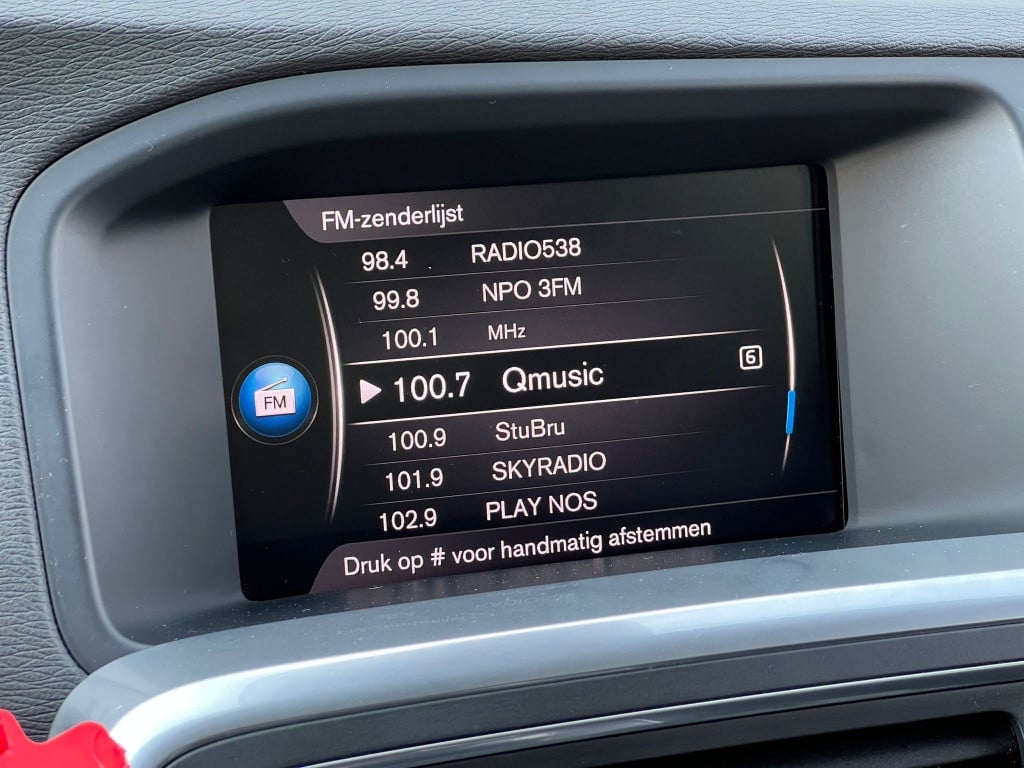 FM-zenderlijst
98.4 RADIO538
99.8 NPO 3FM
100.1 MHz
FM
100.7 Qmusic 6
100.9 StuBru
101.9 SKYRADIO
102.9 PLAY NOS
Druk op # voor handmatig afstemmen